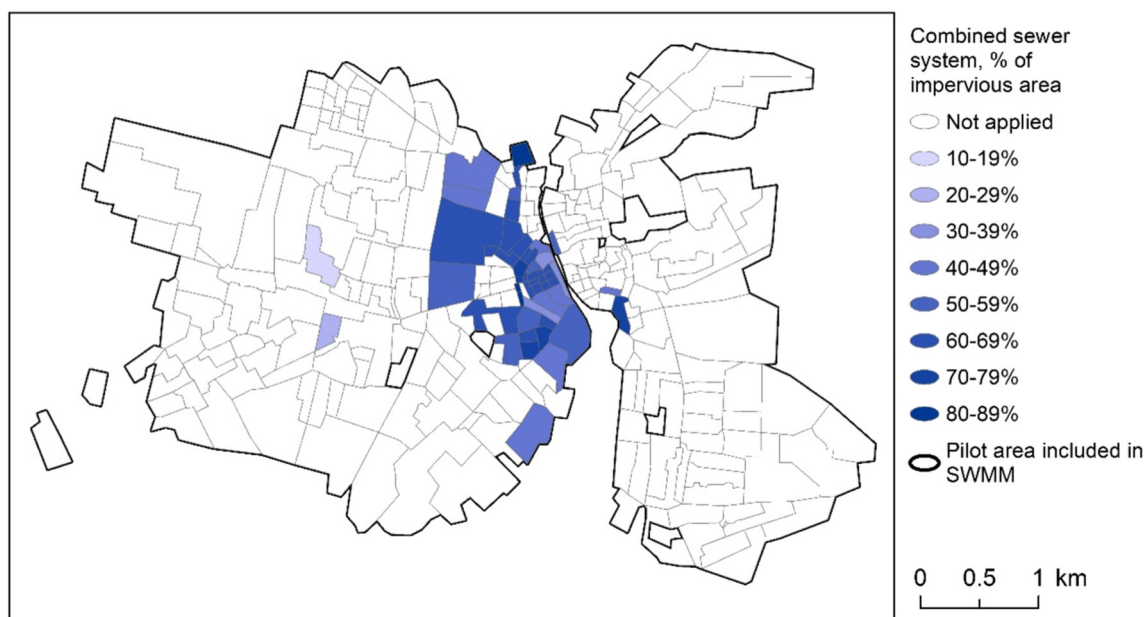 Combined sewer
system, % of
impervious area
Not applied
10-19%
20-29%
30-39%
40-49%
50-59%
60-69%
70-79%
80-89%
Pilot area included in
SWMM
0 0.5 1 km